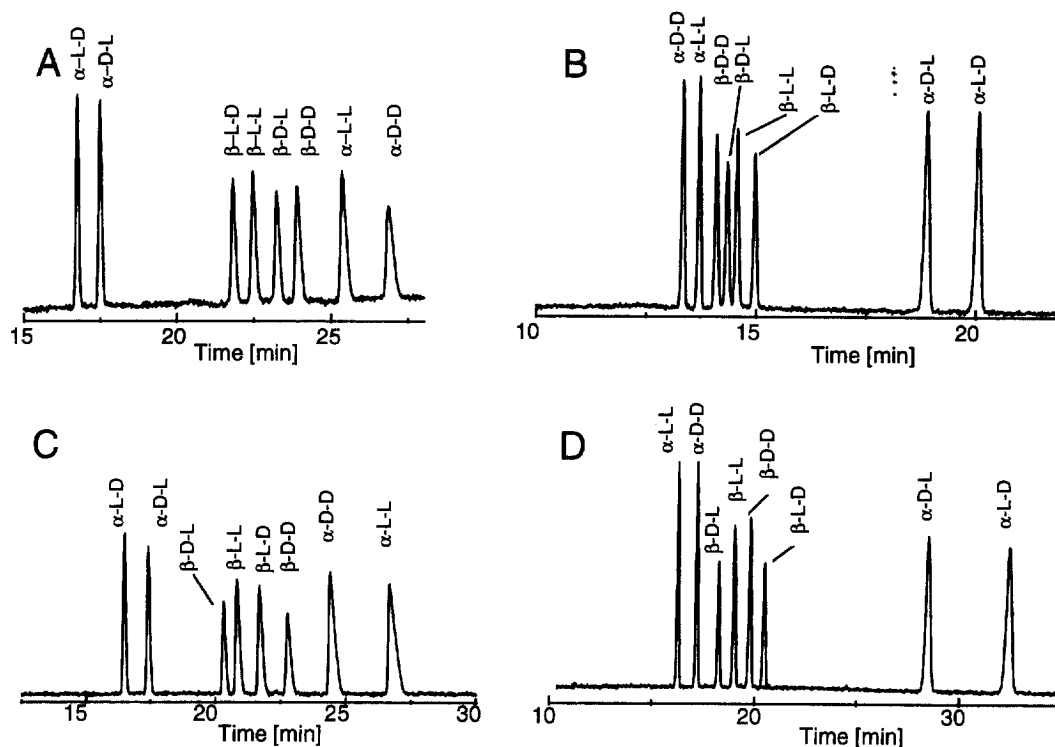 A
α-L-D
α-D-L
β-L-D
β-L-L
β-D-L
β-D-D
α-L-L
α-D-D
15 20 25
Time [min]
B
α-D-D
α-L-L
β-D-D
β-D-L
β-L-L
β-L-D
α-D-L
α-L-D
10 15 20
Time [min]
C
α-L-D
α-D-L
β-D-L
β-L-L
β-L-D
β-D-D
α-D-D
α-L-L
15 20 25 30
Time [min]
D
α-L-L
α-D-D
β-D-L
β-L-L
β-D-D
β-L-D
α-D-L
α-L-D
10 20 30
Time [min]